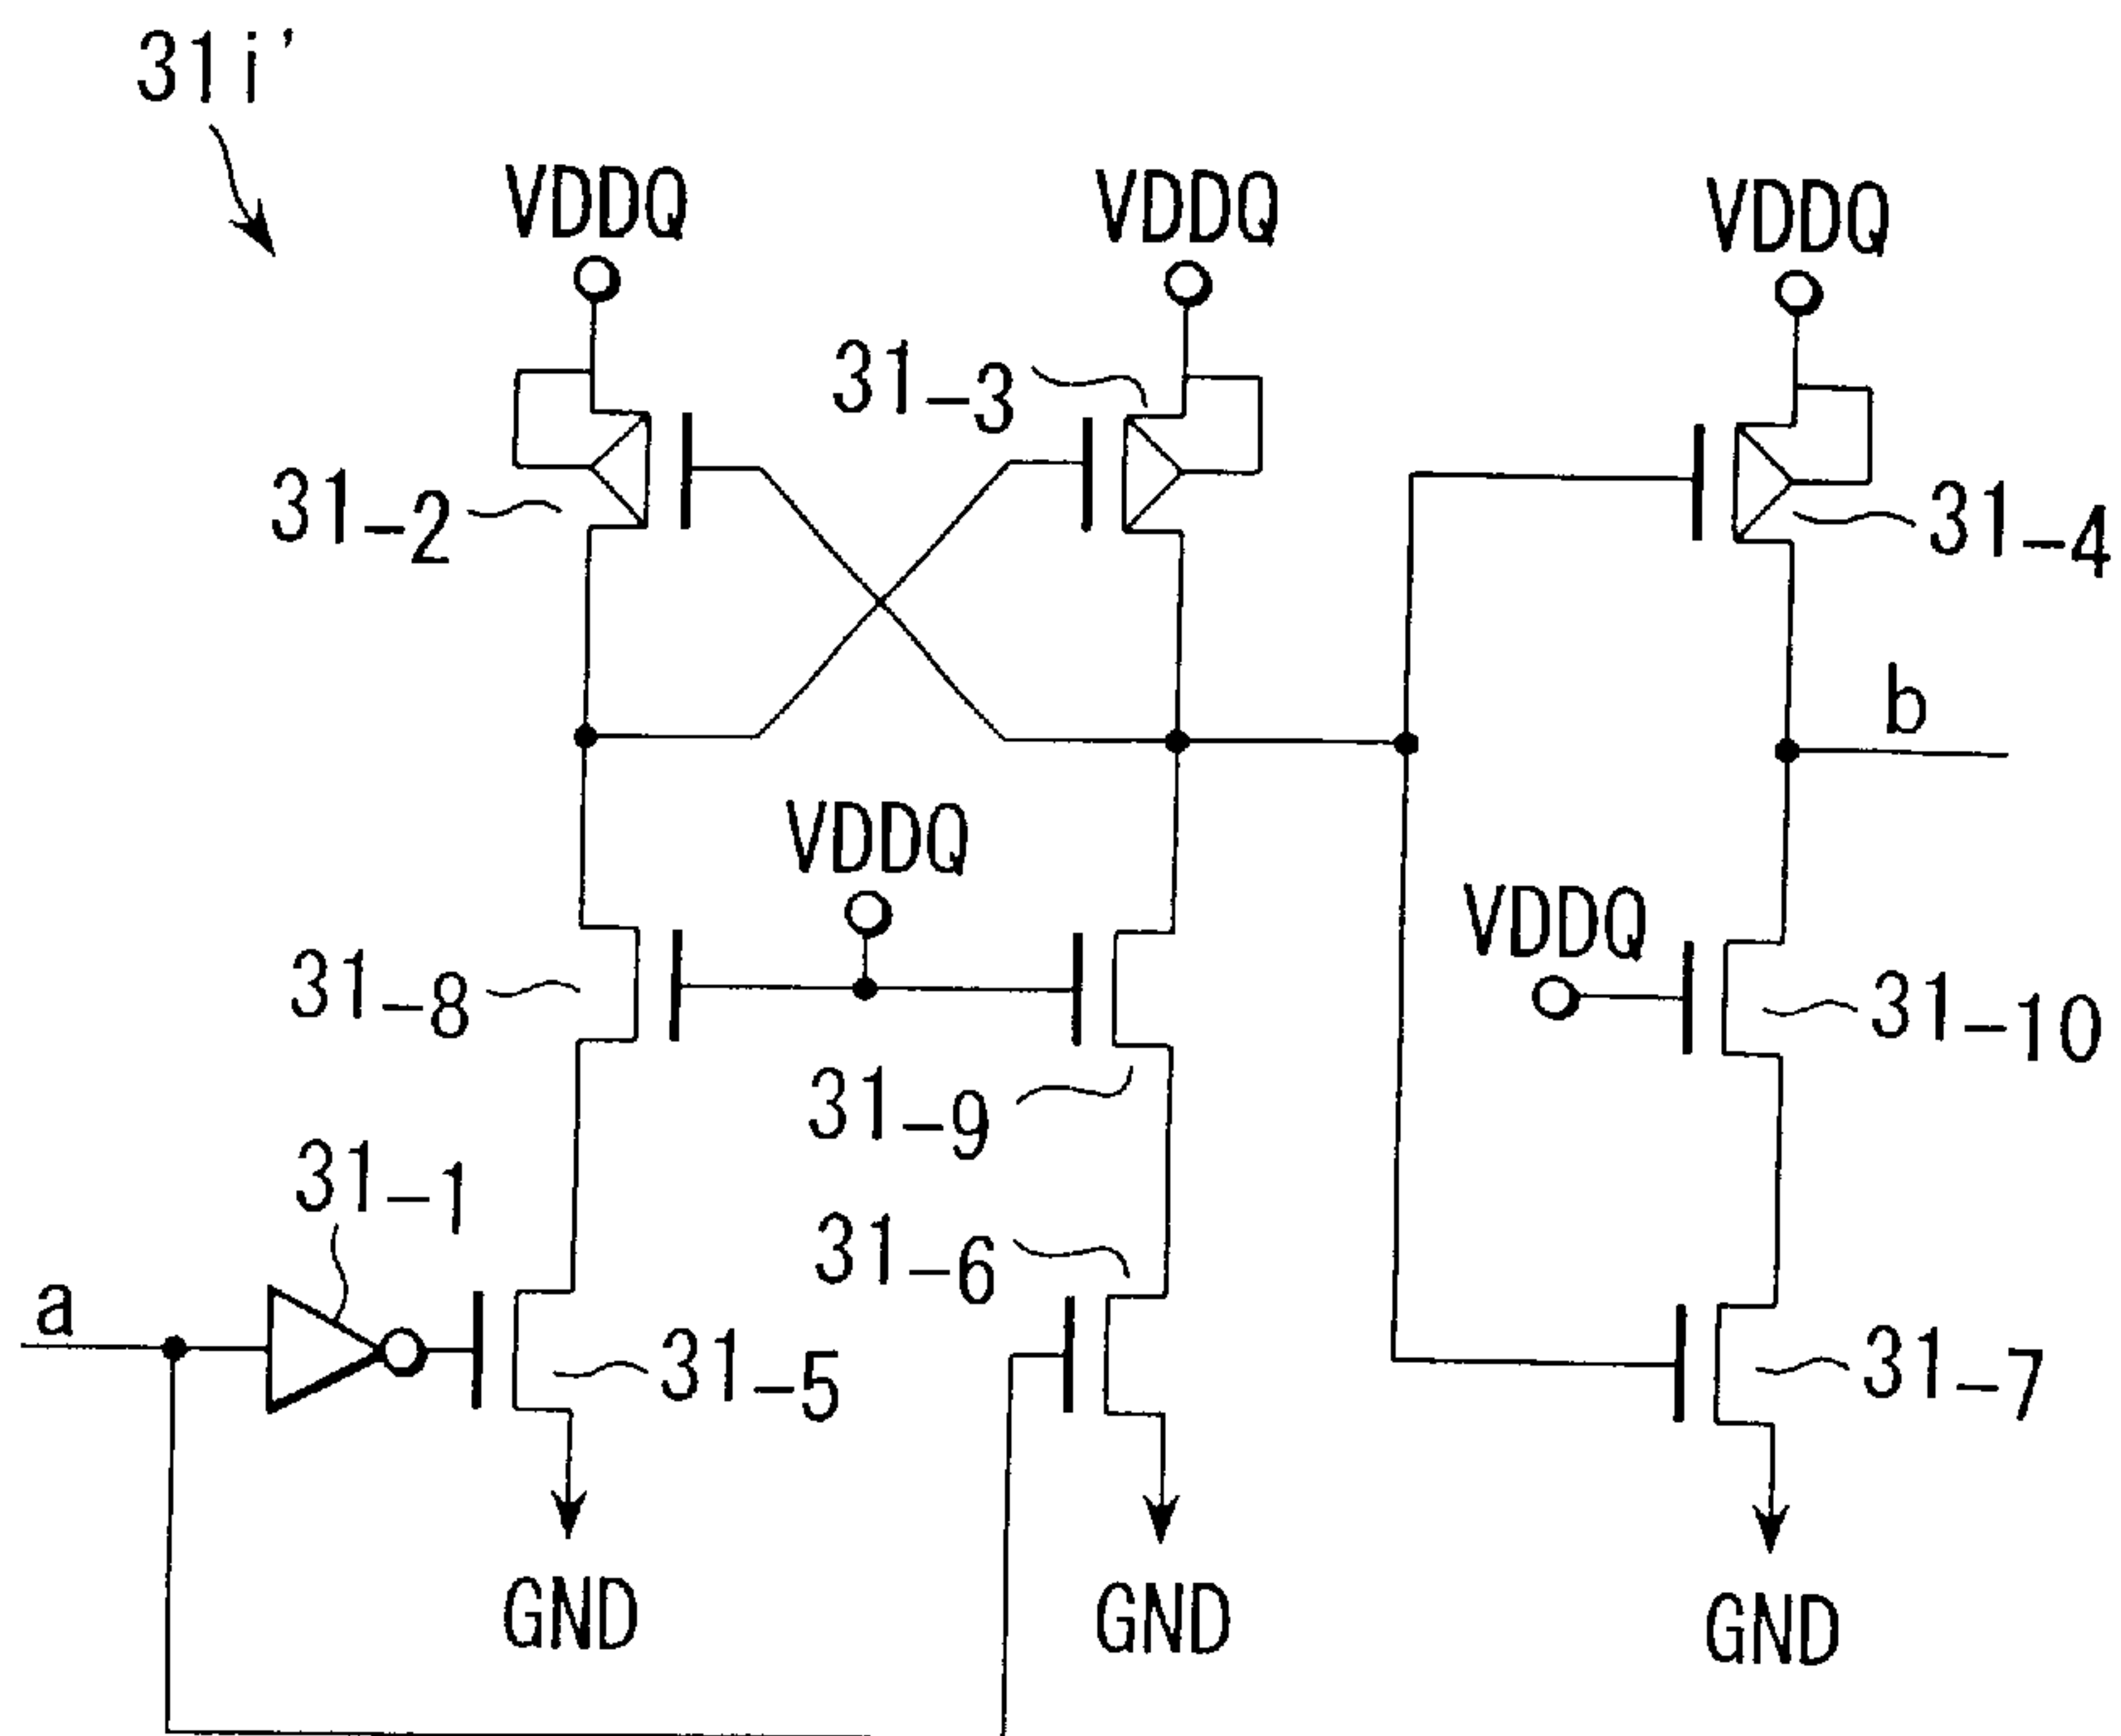 31i'
VDDQ
VDDQ
VDDQ
31-3
31-2
31-4
b
VDDQ
VDDQ
31-8
31-10
31-9
31-1
31-6
a
31-5
31-7
GND
GND
GND